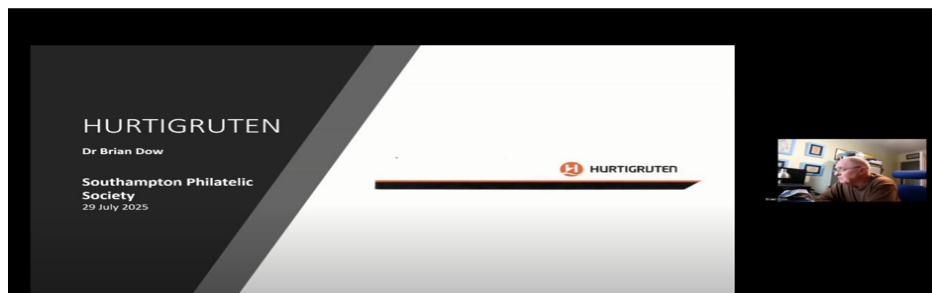 HURTIGRUTEN
Dr Brian Dow
Southampton Philatelic
Society
29 July 2025
HURTIGRUTEN